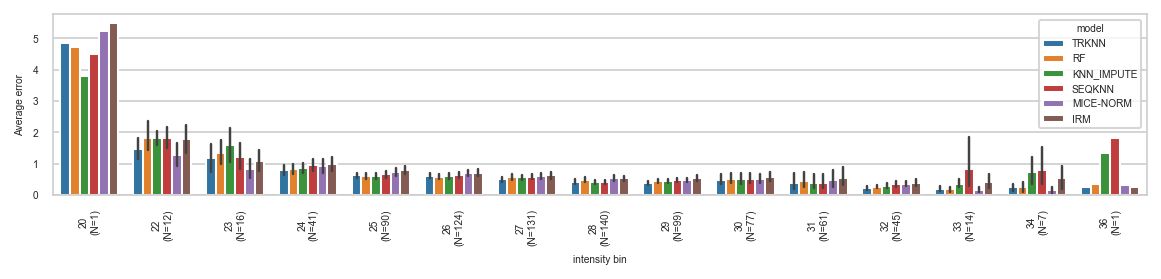 model
TRKNN
RF
KNN_IMPUTE
SEQKNN
MICE-NORM
IRM
Average error
5
4
3
2
1
0
20
(N=1)
22
(N=12)
23
(N=16)
24
(N=41)
25
(N=90)
26
(N=124)
27
(N=131)
28
(N=140)
29
(N=99)
30
(N=77)
31
(N=61)
32
(N=45)
33
(N=14)
34
(N=7)
36
(N=1)
intensity bin